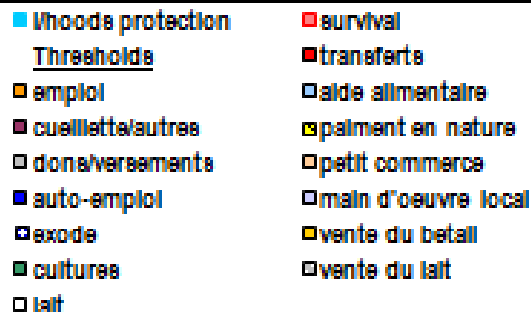 l/hoods protection
Thresholds
emploi
cueillette/autres
dons/versements
auto-emploi
exode
cultures
lait
survival
transferts
aide alimentaire
paiment en nature
petit commerce
main d'oeuvre local
vente du betail
vente du lait